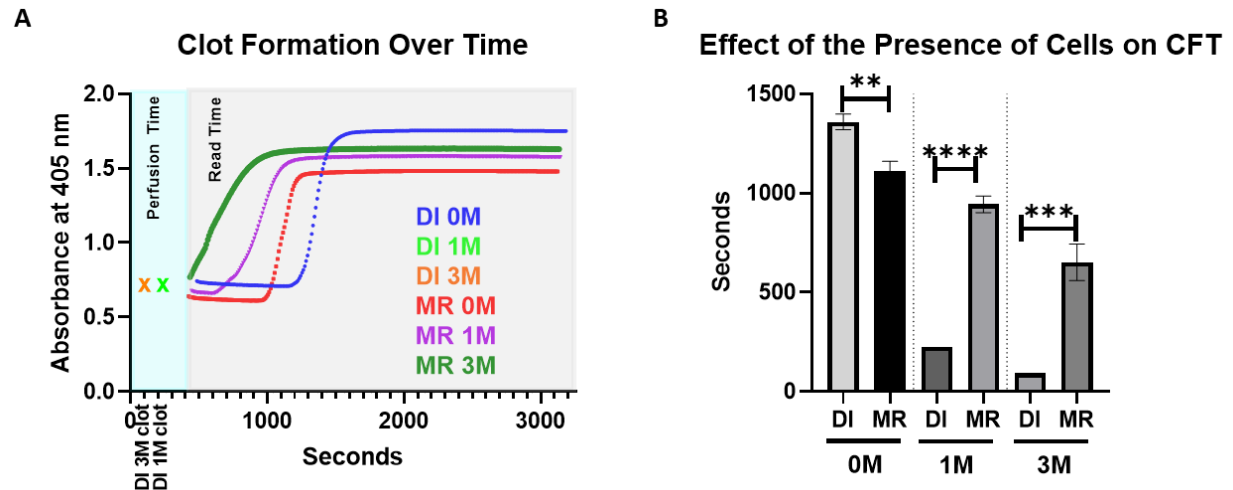 A
Clot Formation Over Time
Absorbance at 405 nm
2.0
1.5
1.0
0.5
0.0
Perfusion Time
Read Time
x x
DI 0M
DI 1M
DI 3M
MR 0M
MR 1M
MR 3M
0 1000 2000 3000
DI 3M clot
DI 1M clot
Seconds
B
Effect of the Presence of Cells on CFT
Seconds
1500
1000
500
0
**
****
***
DI MR DI MR DI MR
0M 1M 3M